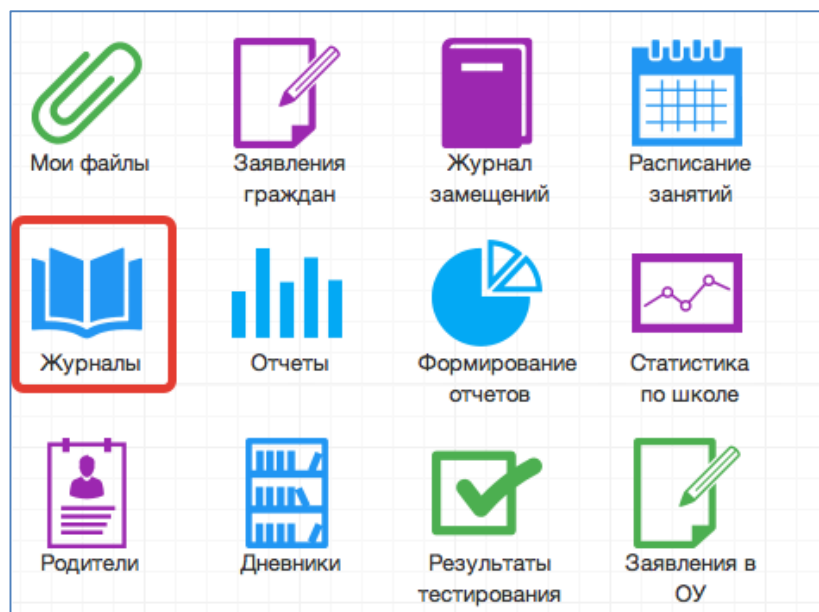 Мои файлы
Заявления
граждан
Журнал
замещений
Расписание
занятий
Журналы
Отчеты
Формирование
отчетов
Статистика
по школе
Родители
Дневники
Результаты
тестирования
Заявления в
ОУ